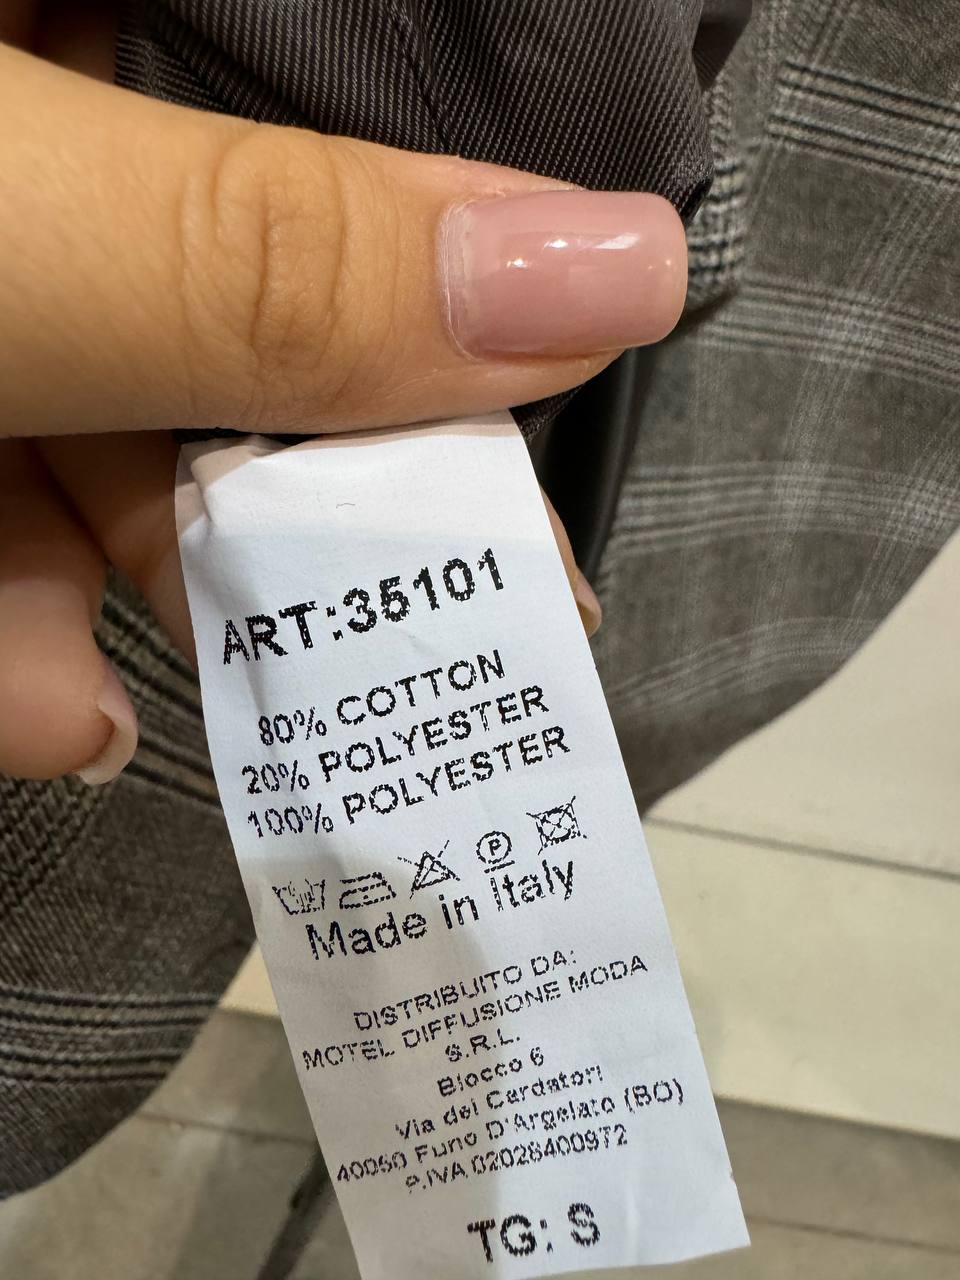 ART:35101
80% COTTON
20% POLYESTER
100% POLYESTER
P
Made in Italy
DISTRIBUITO DA:
MOTEL DIFFUSIONE MODA
S.R.L.
Blocco 6
Via dei Cardatori
40050 Funo D'Argelato (BO)
P.IVA 02028400972
TG: S